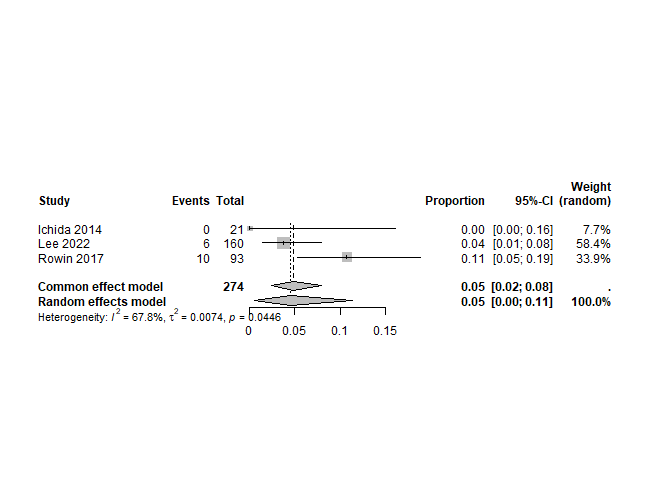 Weight
Study Events Total Proportion 95%-CI (random)
Ichida 2014 0 21 0.00 [0.00; 0.16] 7.7%
Lee 2022 6 160 0.04 [0.01; 0.08] 58.4%
Rowin 2017 10 93 0.11 [0.05; 0.19] 33.9%
Common effect model 274 0.05 [0.02; 0.08] .
Random effects model 0.05 [0.00; 0.11] 100.0%
Heterogeneity: I² = 67.8%, τ² = 0.0074, p = 0.0446
0 0.05 0.1 0.15